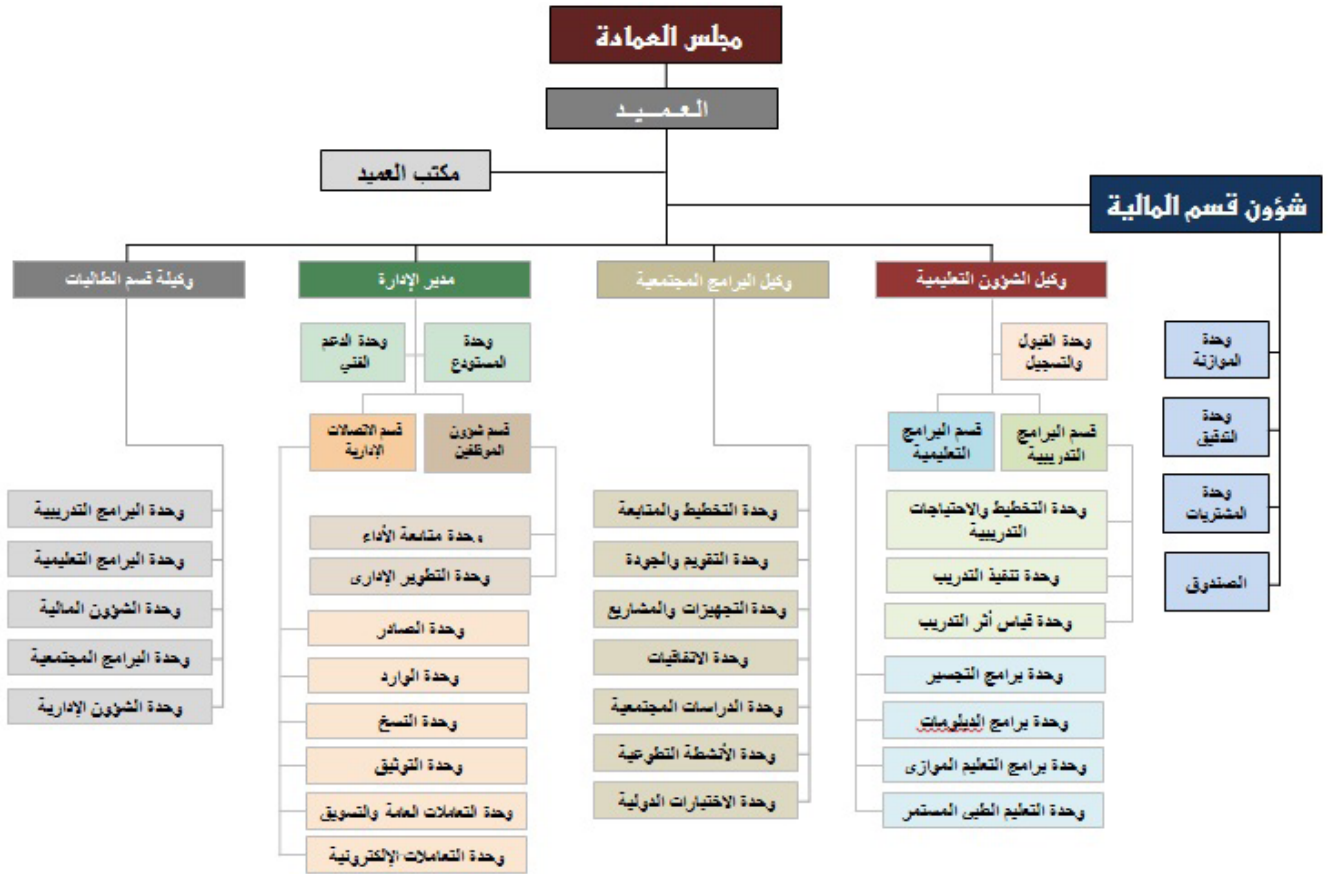 مجلس العمادة
العميد
مكتب العميد
شؤون قسم المالية
وحدة
الموازنة
وحدة
التدقيق
وحدة
المشتريات
الصندوق
وكيل الشؤون التعليمية
وحدة القبول
والتسجيل
قسم البرامج
التدريبية
قسم البرامج
التعليمية
وحدة التخطيط والاحتياجات
التدريبية
وحدة تنفيذ التدريب
وحدة قياس أثر التدريب
وحدة برامج التجسير
وحدة برامج الدبلومات
وحدة برامج التعليم الموازى
وحدة التعليم الطبى المستمر
وكيل البرامج المجتمعية
وحدة التخطيط والمتابعة
وحدة التقويم والجودة
وحدة التجهيزات والمشاريع
وحدة الاتفاقيات
وحدة الدراسات المجتمعية
وحدة الأنشطة التطوعية
وحدة الاختبارات الدولية
مدير الإدارة
وحدة
المستودع
وحدة الدعم
الفني
قسم شؤون
الموظفين
قسم الاتصالات
الإدارية
وحدة متابعة الأداء
وحدة التطوير الإدارى
وحدة الصادر
وحدة الوارد
وحدة النسخ
وحدة التوثيق
وحدة التعاملات العامة والتسويق
وحدة التعاملات الإلكترونية
وكيلة قسم الطالبات
وحدة البرامج التدريبية
وحدة البرامج التعليمية
وحدة الشؤون المالية
وحدة البرامج المجتمعية
وحدة الشؤون الإدارية